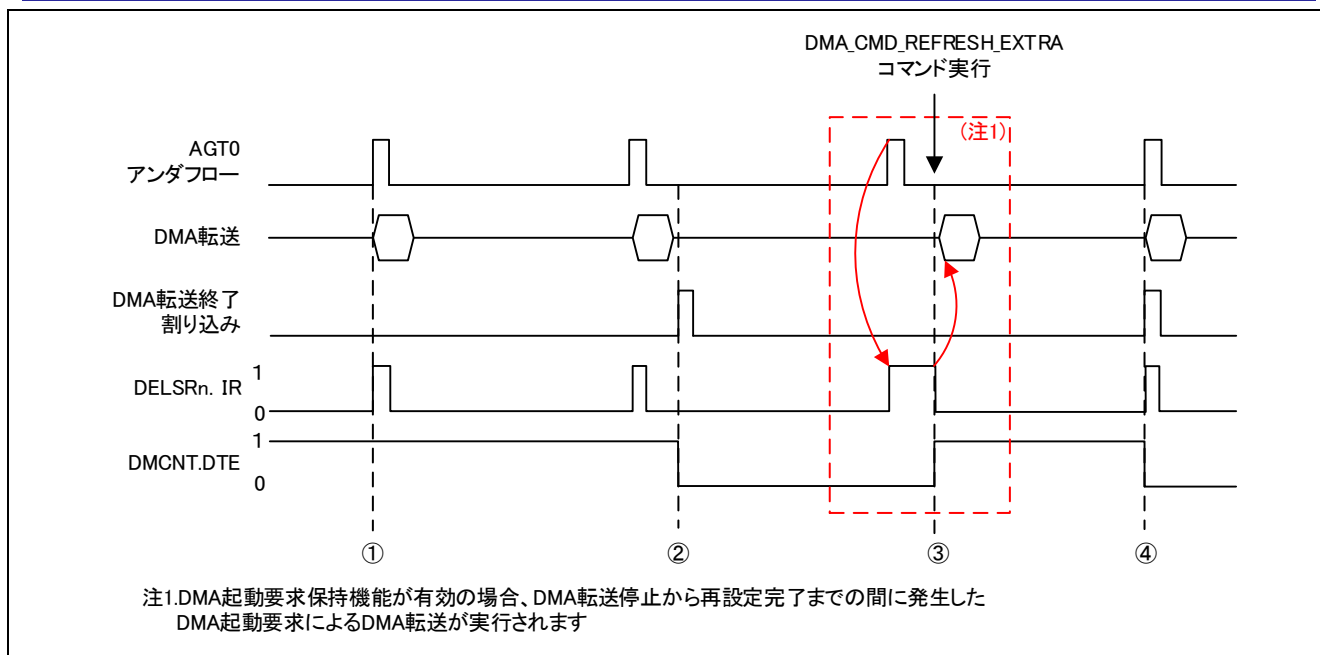 DMA_CMD_REFRESH_EXTRA
コマンド実行
(注1)
AGT0
アンダフロー
DMA転送
DMA転送終了
割り込み
DELSRn. IR
1
0
DMCNT.DTE
1
0
①
②
③
④
注1.DMA起動要求保持機能が有効の場合、DMA転送停止から再設定完了までの間に発生した
DMA起動要求によるDMA転送が実行されます